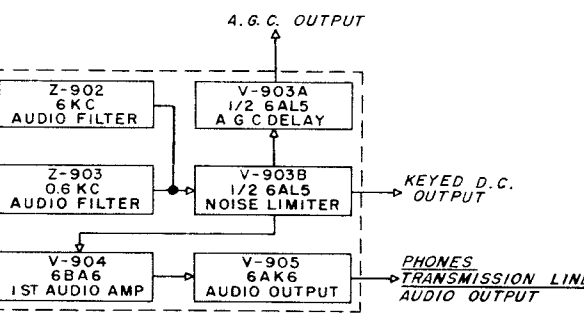 A.G.C. OUTPUT
Z-902
6KC
AUDIO FILTER
V-903A
1/2 6AL5
AGC DELAY
Z-903
0.6 KC
AUDIO FILTER
V-903B
1/2 6AL5
NOISE LIMITER
KEYED D.C.
OUTPUT
V-904
6BA6
1ST AUDIO AMP
V-905
6AK6
AUDIO OUTPUT
PHONES
TRANSMISSION LINE
AUDIO OUTPUT